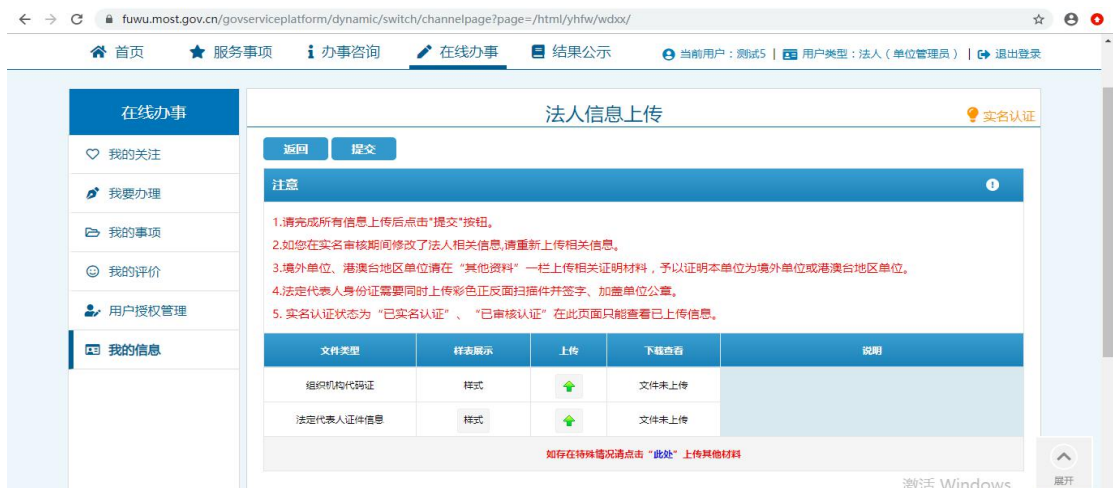 fuwu.most.gov.cn/govserviceplatform/dynamic/switch/channelpage?page=/html/yhfw/wdxx/
首页 服务事项 办事咨询 在线办事 结果公示 当前用户：测试5 | 用户类型：法人（单位管理员） | 退出登录
在线办事
我的关注
我要办理
我的事项
我的评价
用户授权管理
我的信息
法人信息上传
实名认证
返回 提交
注意
1.请完成所有信息上传后点击"提交"按钮。
2.如您在实名审核期间修改了法人相关信息,请重新上传相关信息。
3.境外单位、港澳台地区单位请在“其他资料”一栏上传相关证明材料，予以证明本单位为境外单位或港澳台地区单位。
4.法定代表人身份证需要同时上传彩色正反面扫描件并签字、加盖单位公章。
5. 实名认证状态为“已实名认证”、“已审核认证”在此页面只能查看已上传信息。
文件类型 样表展示 上传 下载查看 说明
组织机构代码证 样式 文件未上传
法定代表人证件信息 样式 文件未上传
如存在特殊情况请点击“此处”上传其他材料
激活 Windows
展开